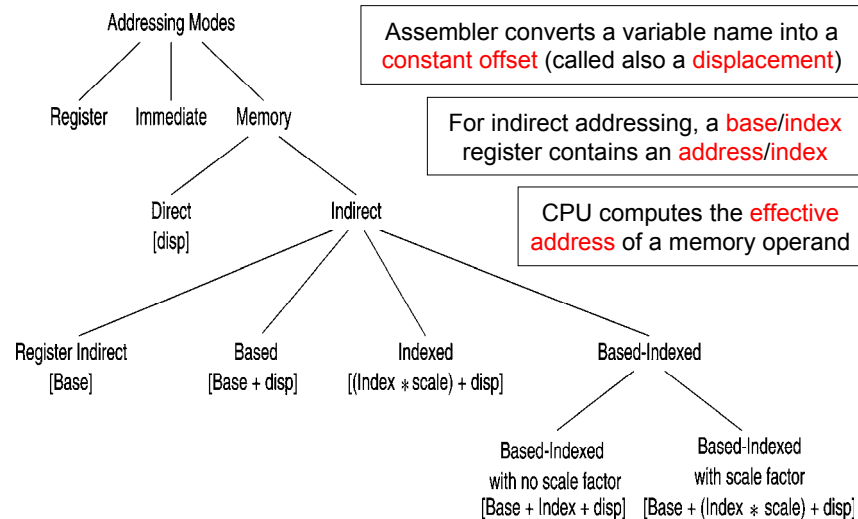 Addressing Modes
Assembler converts a variable name into a
constant offset (called also a displacement)
Register
Immediate
Memory
For indirect addressing, a base/index
register contains an address/index
Direct
[disp]
Indirect
CPU computes the effective
address of a memory operand
Register Indirect
[Base]
Based
[Base + disp]
Indexed
[(Index * scale) + disp]
Based-Indexed
Based-Indexed
with no scale factor
[Base + Index + disp]
Based-Indexed
with scale factor
[Base + (Index * scale) + disp]